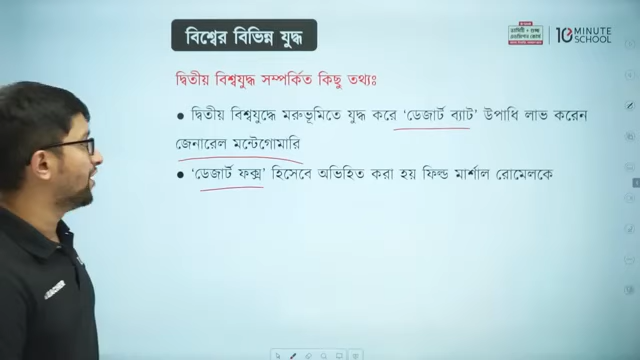 বিশ্বের বিভিন্ন যুদ্ধ
10 MINUTE SCHOOL
দ্বিতীয় বিশ্বযুদ্ধ সম্পর্কিত কিছু তথ্যঃ
● দ্বিতীয় বিশ্বযুদ্ধে মরুভূমিতে যুদ্ধ করে ‘ডেজার্ট ব্যাট’ উপাধি লাভ করেন
জেনারেল মন্টেগোমারি
● ‘ডেজার্ট ফক্স’ হিসেবে অভিহিত করা হয় ফিল্ড মার্শাল রোমেলকে